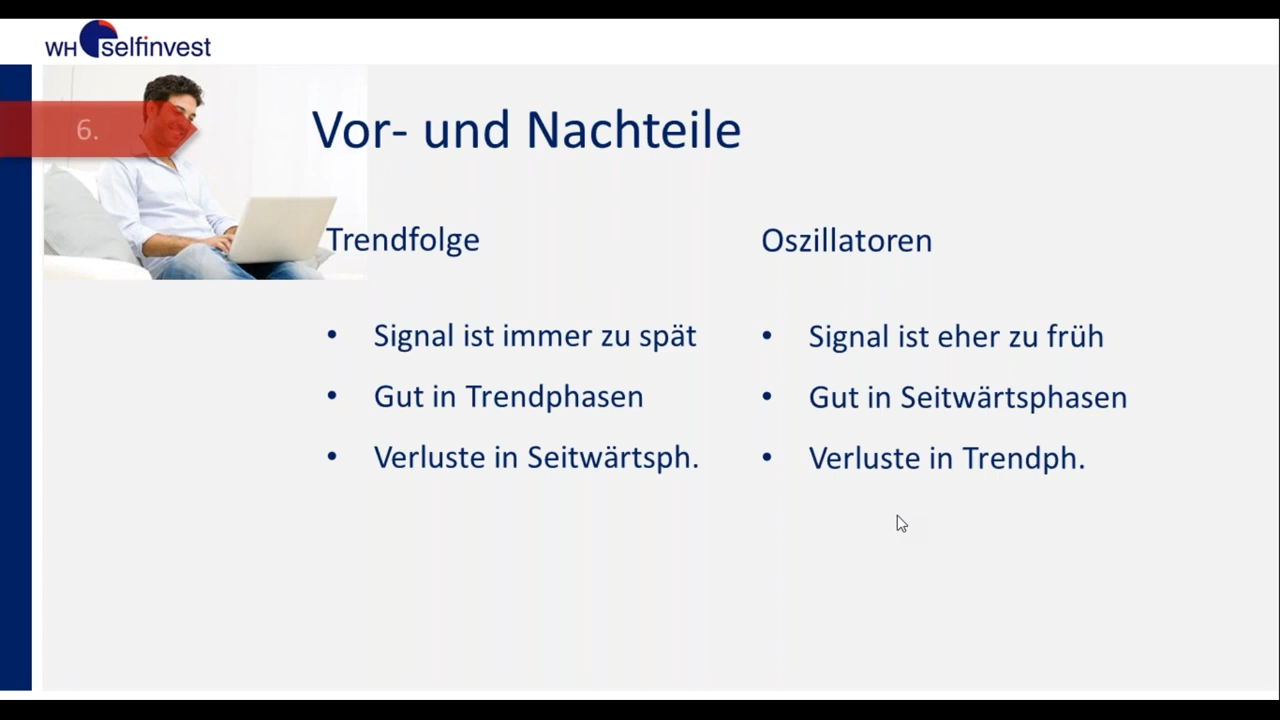 WH selfinvest
6.
Vor- und Nachteile
Trendfolge
• Signal ist immer zu spät
• Gut in Trendphasen
• Verluste in Seitwärtsph.
Oszillatoren
• Signal ist eher zu früh
• Gut in Seitwärtsphasen
• Verluste in Trendph.